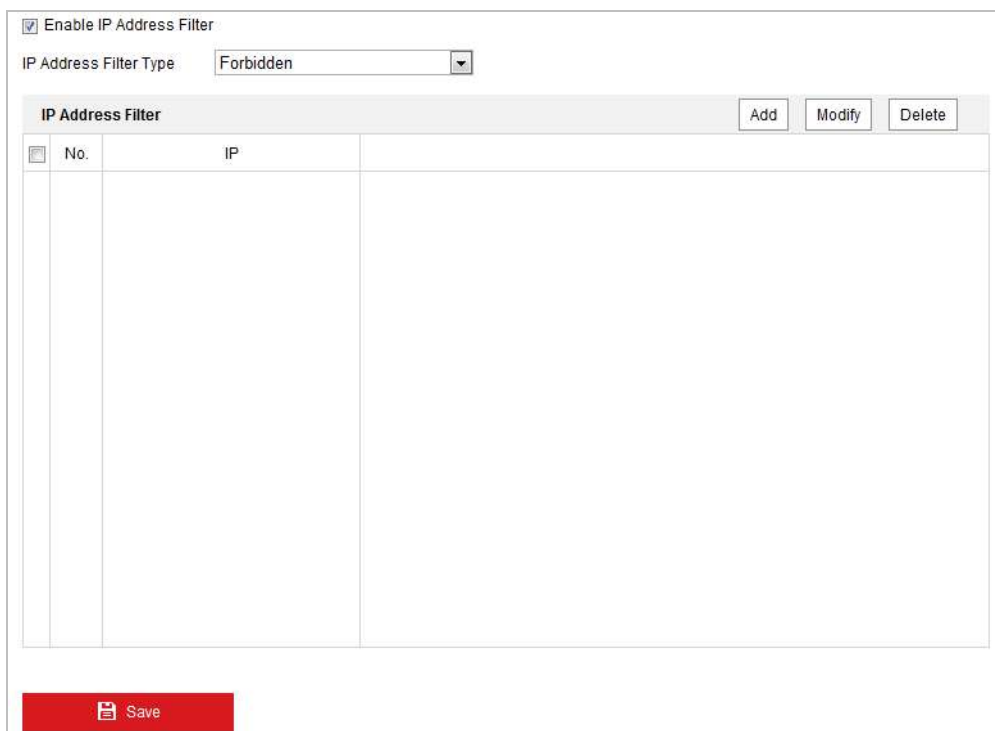 Enable IP Address Filter
IP Address Filter Type Forbidden
IP Address Filter Add Modify Delete
No. IP
Save